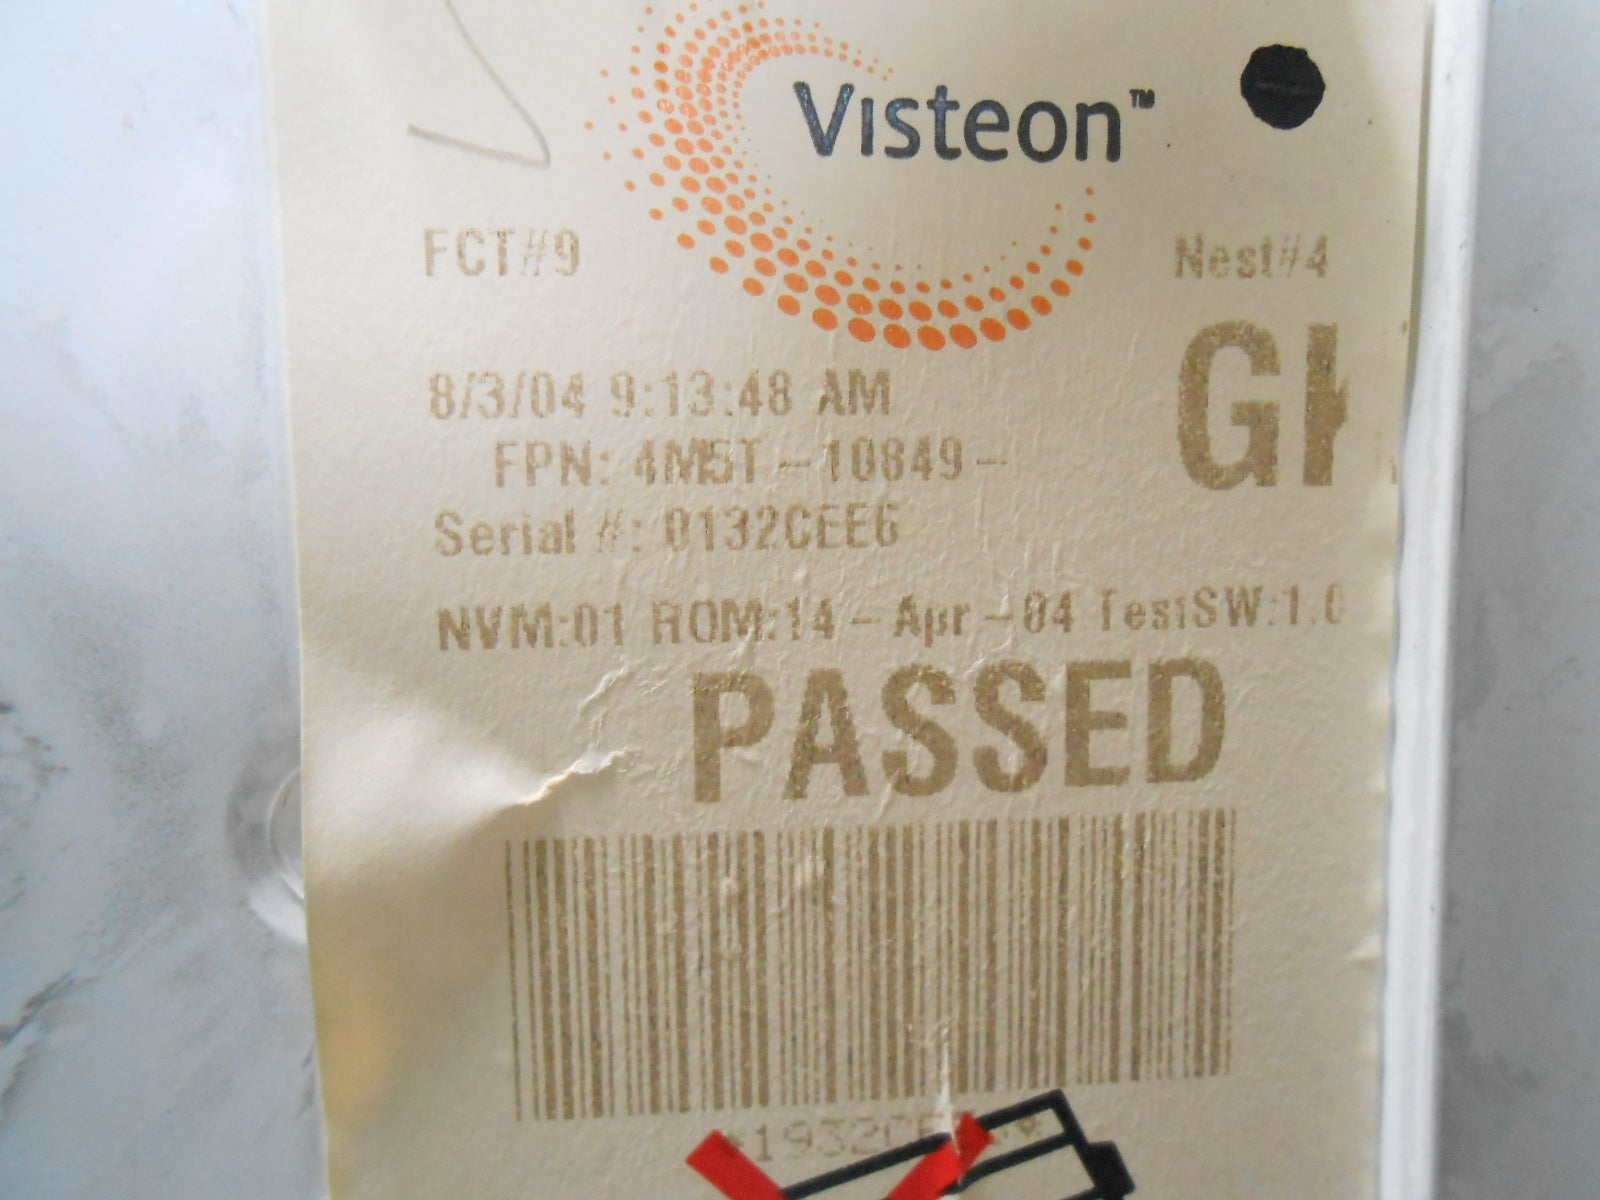 Visteon™
FCT#9
Nest#4
8/3/04 9:13:48 AM
FPN: 4M5T-10849-
Serial #: 0132CEE6
NVM:01 ROM:14-Apr-04 TestSW:1.0
PASSED